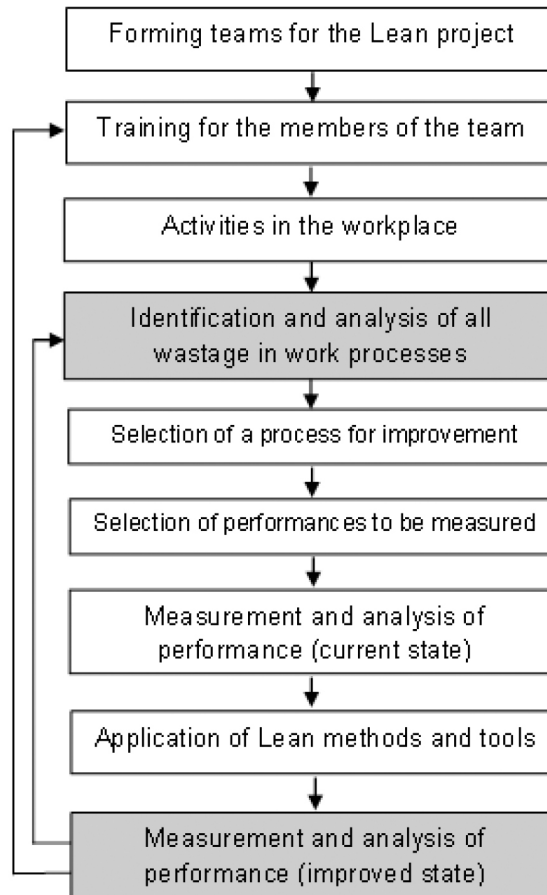 Forming teams for the Lean project
Training for the members of the team
Activities in the workplace
Identification and analysis of all
wastage in work processes
Selection of a process for improvement
Selection of performances to be measured
Measurement and analysis of
performance (current state)
Application of Lean methods and tools
Measurement and analysis of
performance (improved state)